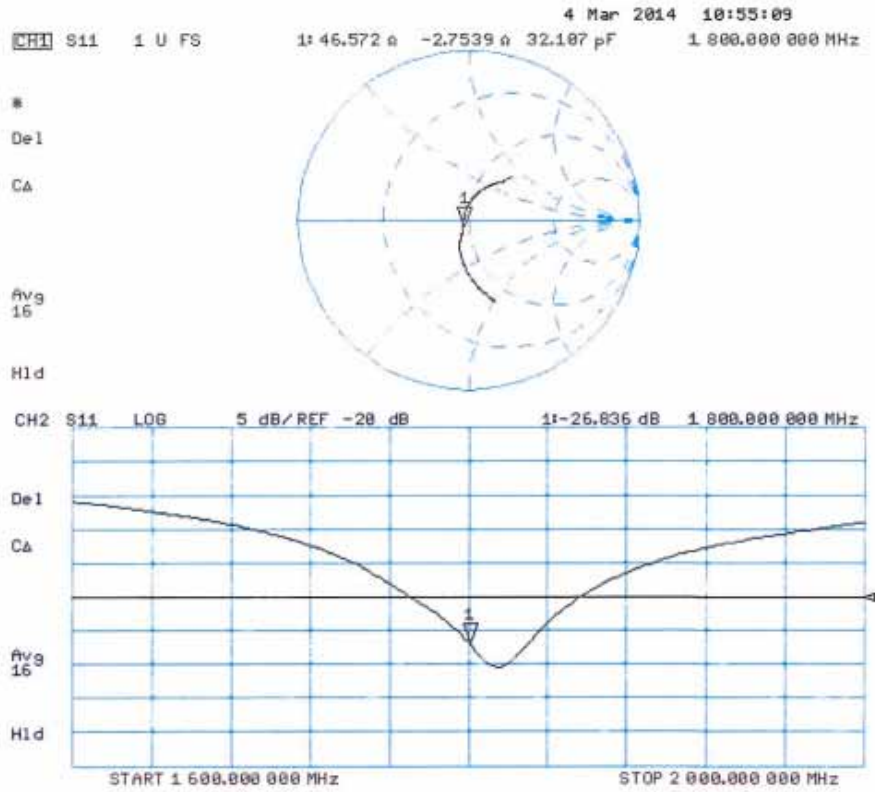 4 Mar 2014 10:55:09
CH1 S11 1 U FS 1: 46.572 Ω -2.7539 Ω 32.107 pF 1 800.000 000 MHz
*
Del
CΔ
1
Avg
16
Hld
CH2 S11 LOG 5 dB/REF -20 dB 1:-26.836 dB 1 800.000 000 MHz
Del
CΔ
1
Avg
16
Hld
START 1 600.000 000 MHz STOP 2 000.000 000 MHz